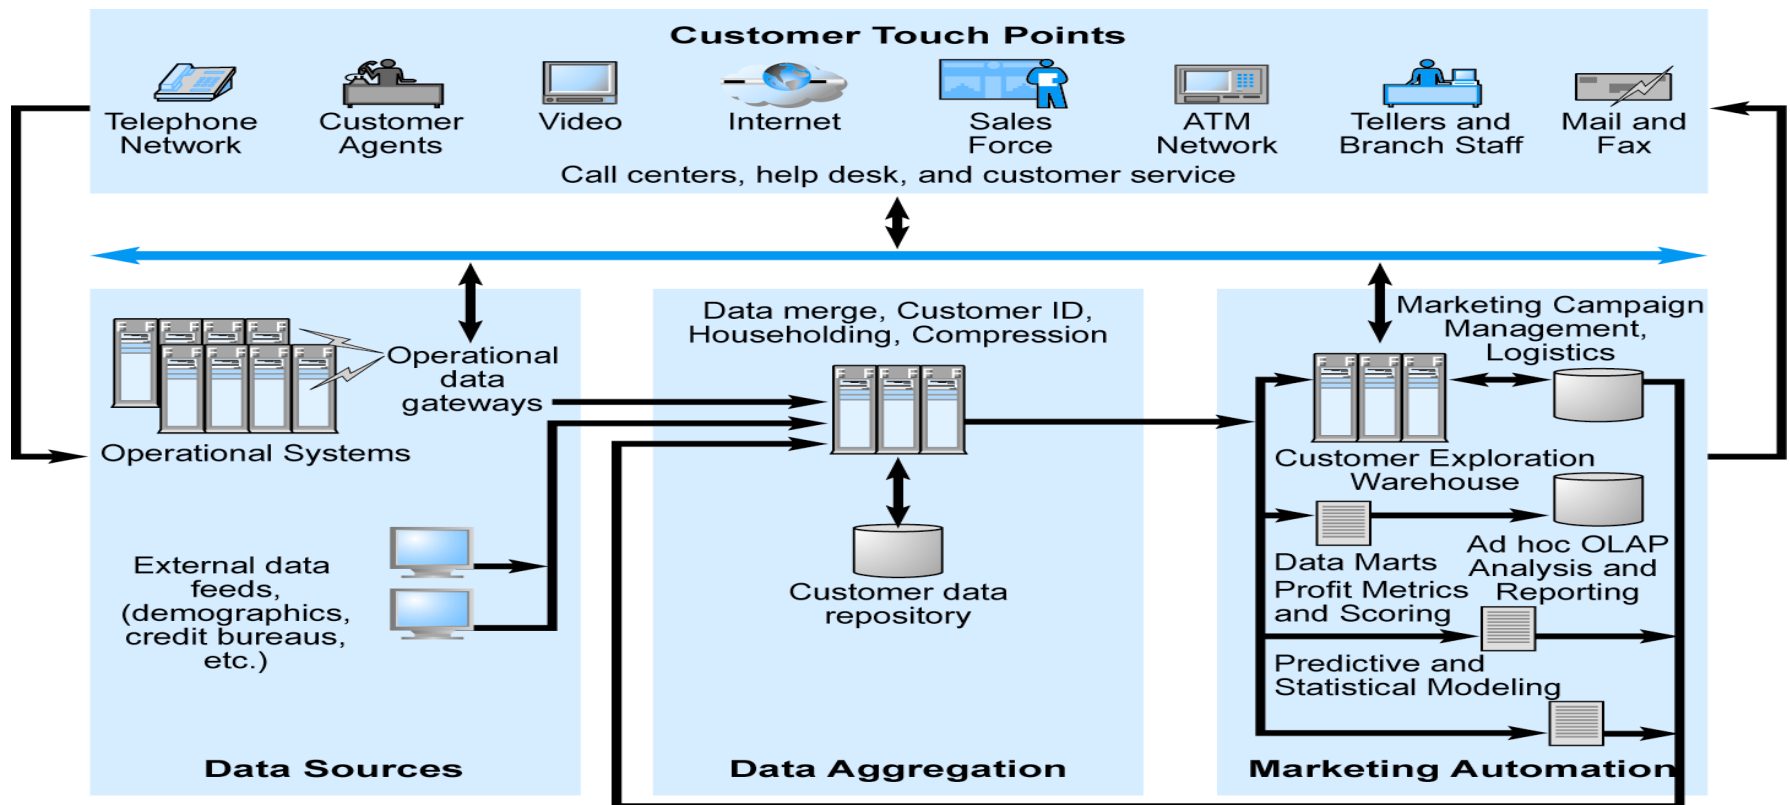 Customer Touch Points
Telephone
Network
Customer
Agents
Video
Internet
Sales
Force
ATM
Network
Tellers and
Branch Staff
Mail and
Fax
Call centers, help desk, and customer service
F F F F F
F F F F
Operational
data
gateways
Operational Systems
External data
feeds,
(demographics,
credit bureaus,
etc.)
Data Sources
Data merge, Customer ID,
Householding, Compression
F F F
Customer data
repository
Data Aggregation
Marketing Campaign
Management,
Logistics
F F F
Customer Exploration
Warehouse
Data Marts
Ad hoc OLAP
Analysis and
Reporting
Profit Metrics
and Scoring
Predictive and
Statistical Modeling
Marketing Automation